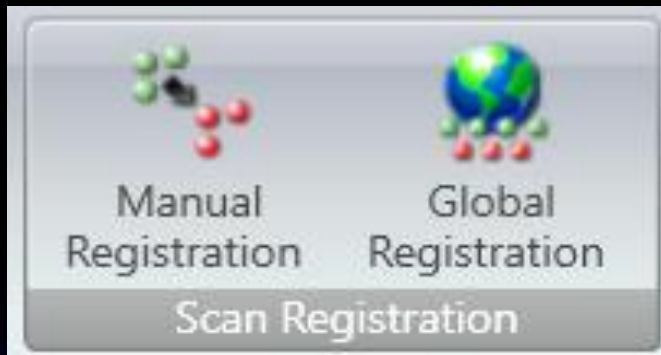 Manual
Registration
Global
Registration
Scan Registration